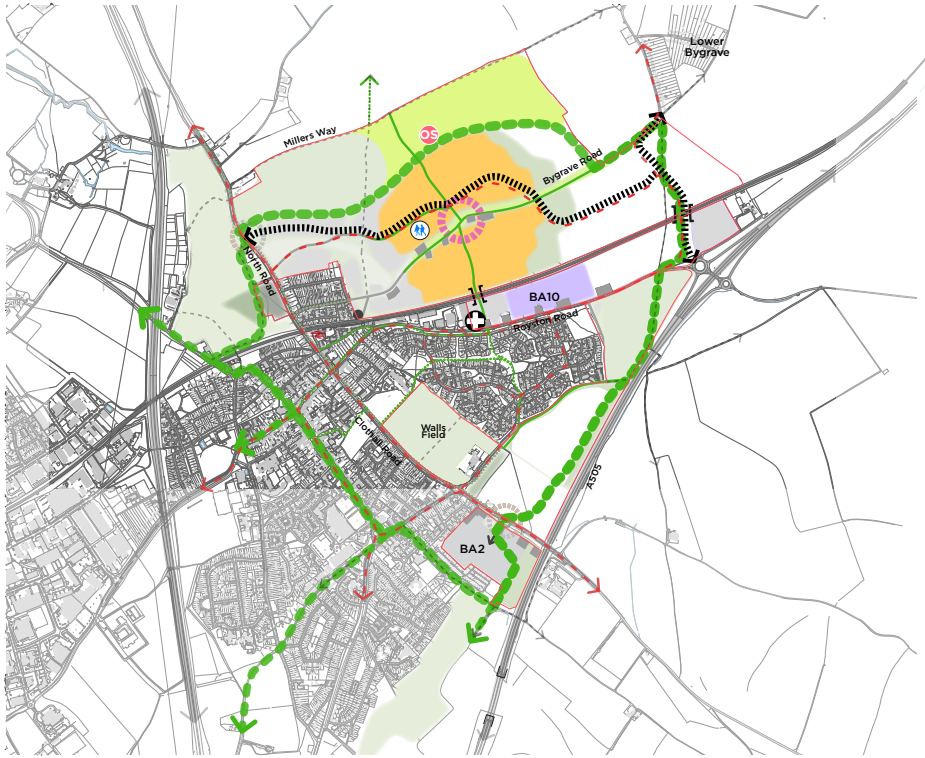 Lower
Bygrave
Millers Way
OS
Bygrave Road
North Road
BA10
Royston Road
Walls
Field
Clothall Road
A505
BA2